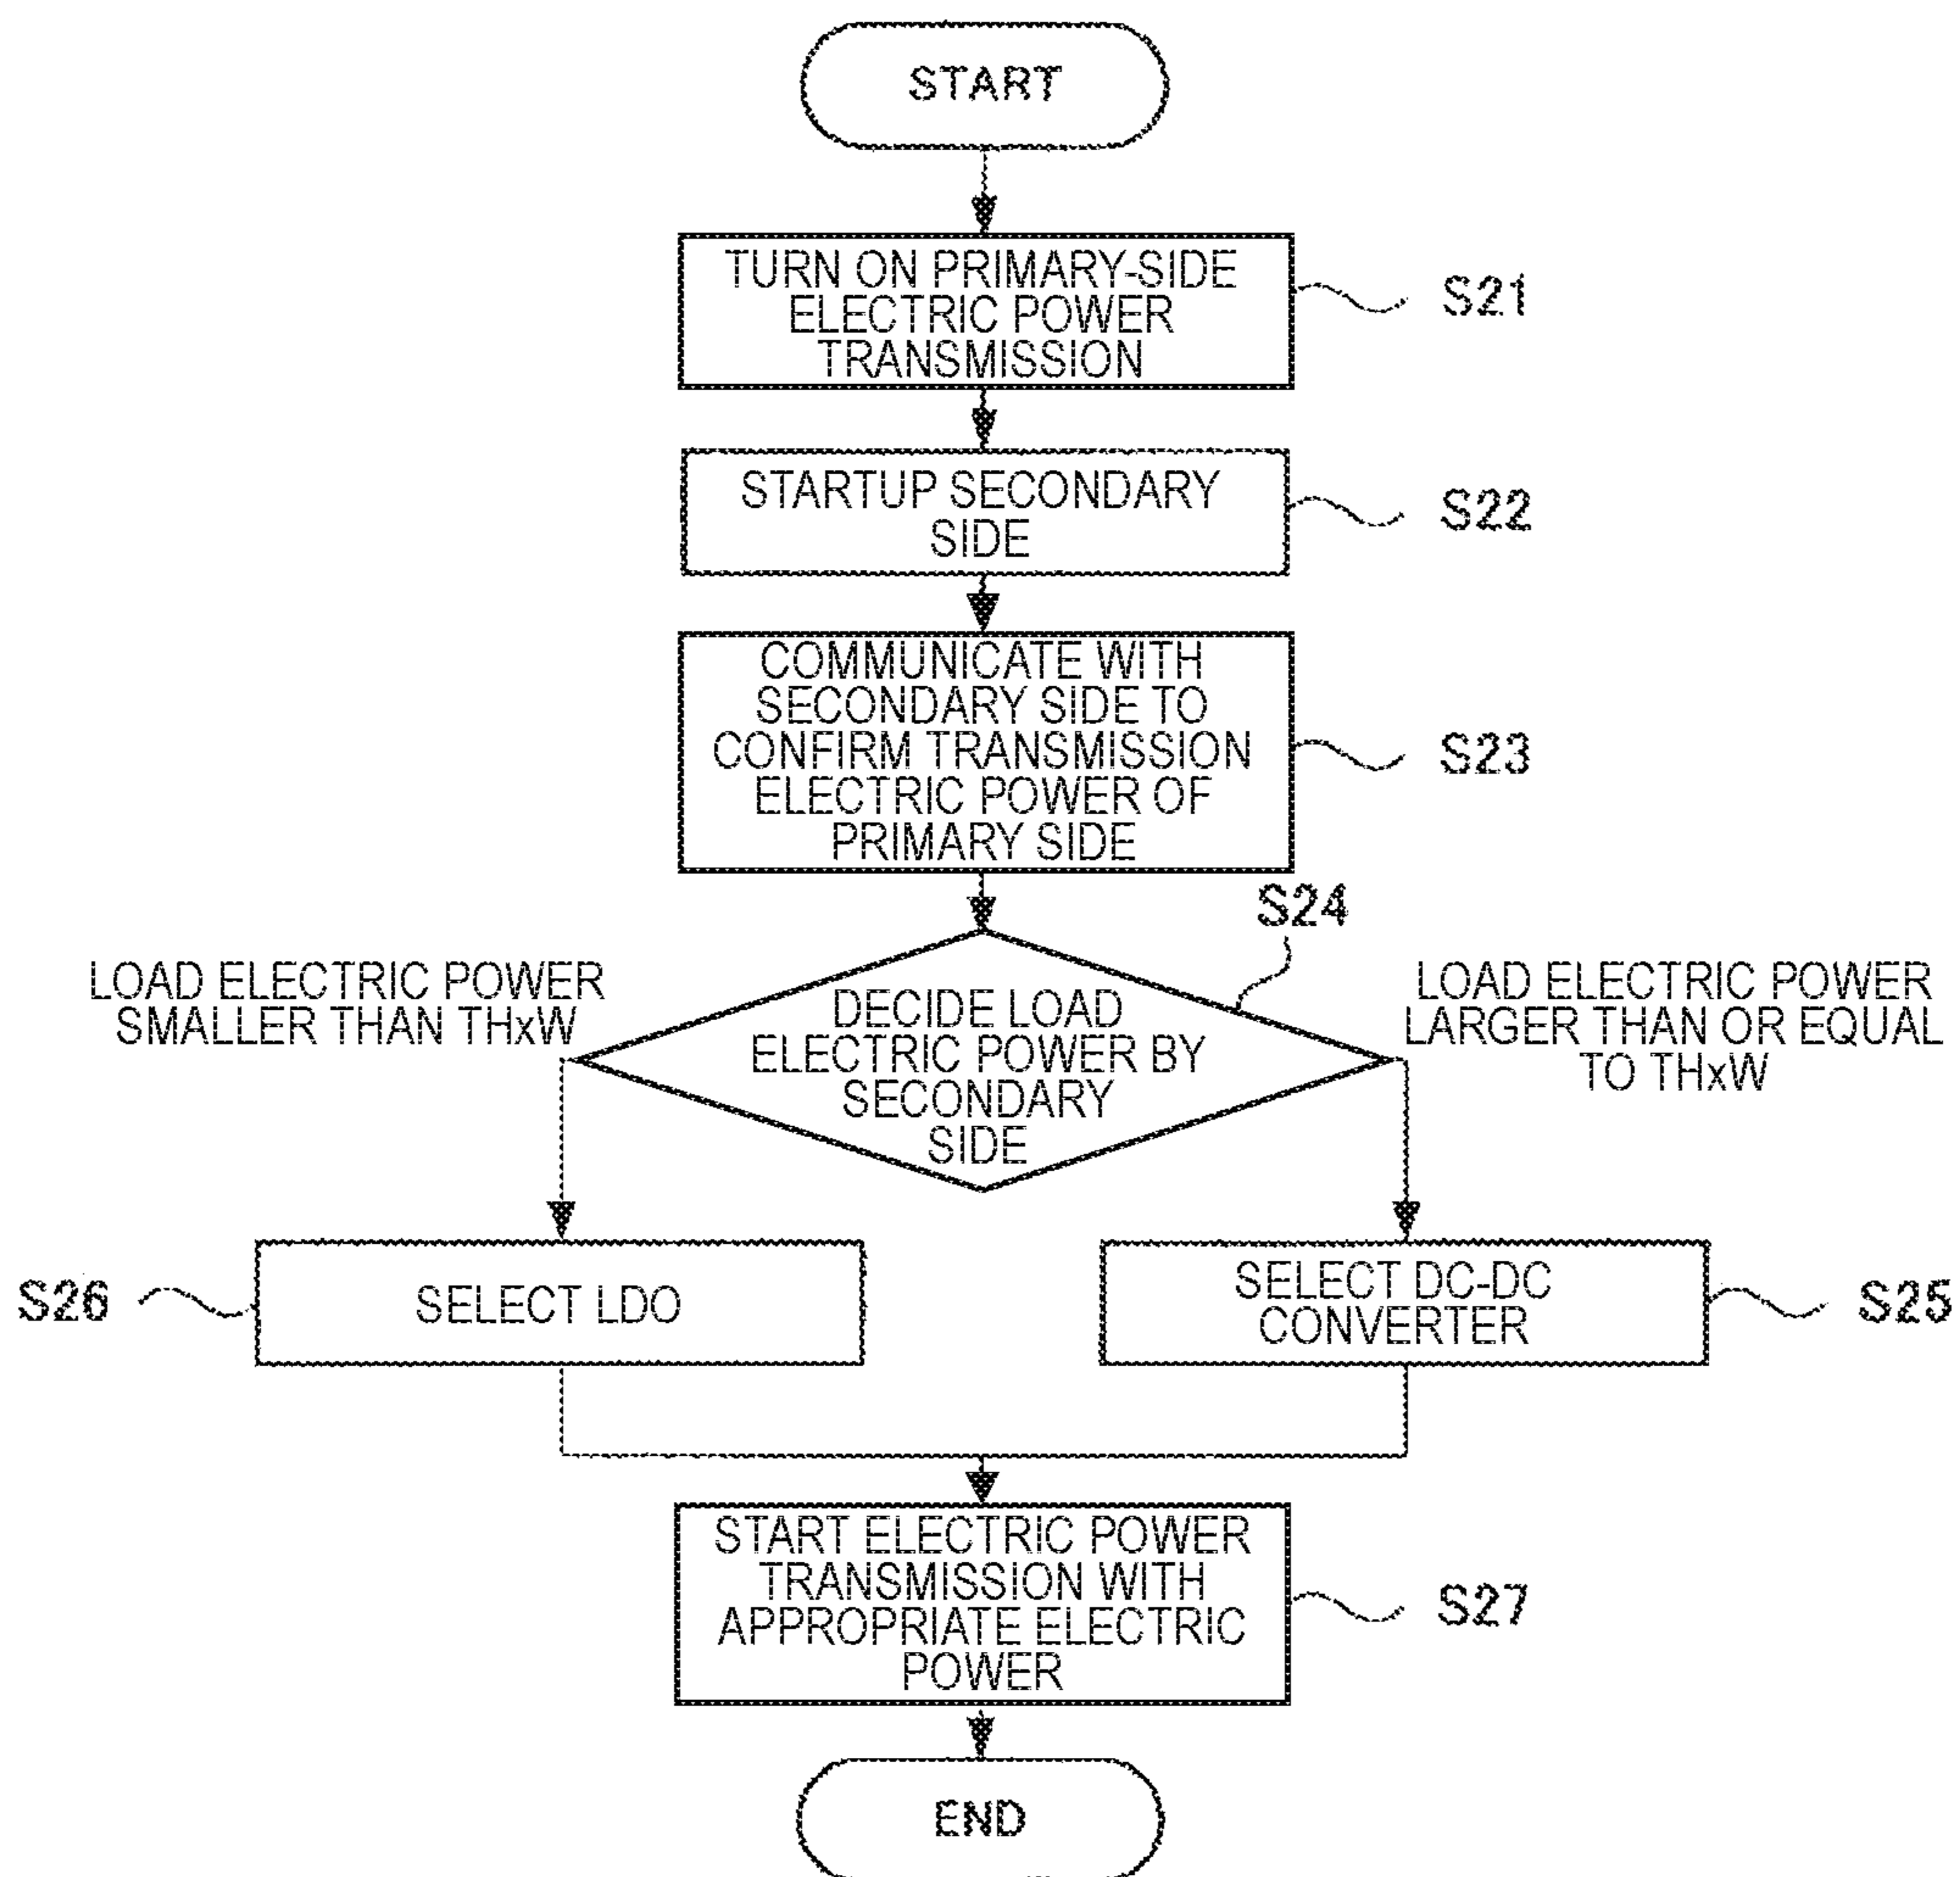 START
TURN ON PRIMARY-SIDE
ELECTRIC POWER
TRANSMISSION
S21
STARTUP SECONDARY
SIDE
S22
COMMUNICATE WITH
SECONDARY SIDE TO
CONFIRM TRANSMISSION
ELECTRIC POWER OF
PRIMARY SIDE
S23
S24
LOAD ELECTRIC POWER
SMALLER THAN THxW
DECIDE LOAD
ELECTRIC POWER BY
SECONDARY
SIDE
LOAD ELECTRIC POWER
LARGER THAN OR EQUAL
TO THxW
S26
SELECT LDO
SELECT DC-DC
CONVERTER
S25
START ELECTRIC POWER
TRANSMISSION WITH
APPROPRIATE ELECTRIC
POWER
S27
END